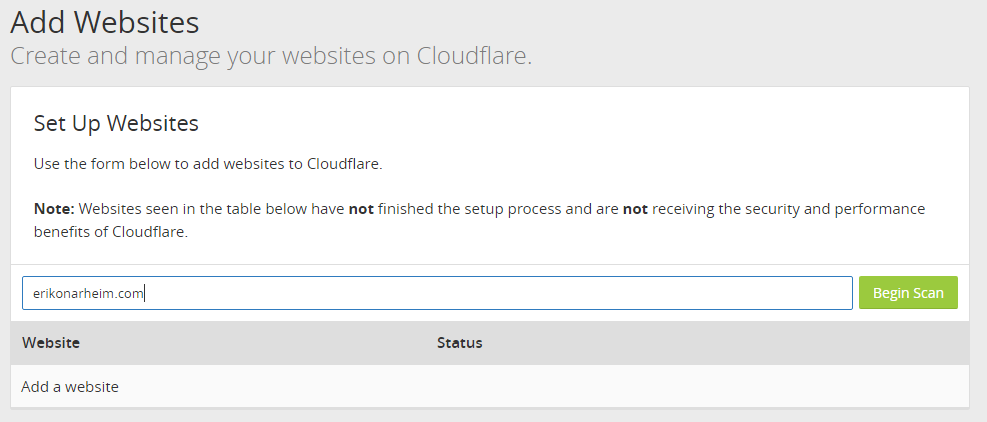 Add Websites
Create and manage your websites on Cloudflare.
Set Up Websites
Use the form below to add websites to Cloudflare.
Note: Websites seen in the table below have not finished the setup process and are not receiving the security and performance
benefits of Cloudflare.
erikonarheim.com Begin Scan
Website Status
Add a website